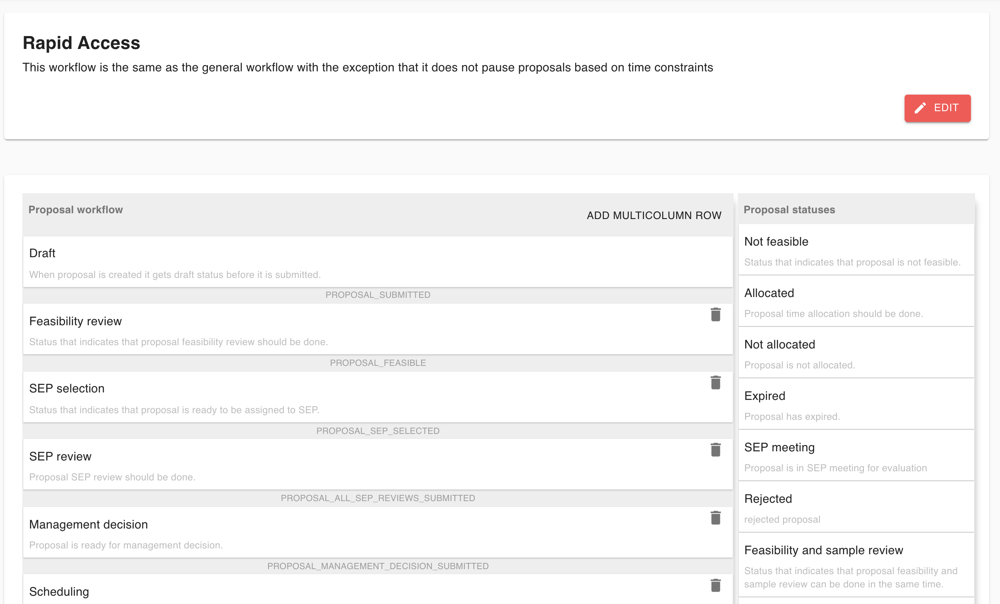 Rapid Access
This workflow is the same as the general workflow with the exception that it does not pause proposals based on time constraints
EDIT
Proposal workflow
ADD MULTICOLUMN ROW
Draft
When proposal is created it gets draft status before it is submitted.
PROPOSAL_SUBMITTED
Feasibility review
Status that indicates that proposal feasibility review should be done.
PROPOSAL_FEASIBLE
SEP selection
Status that indicates that proposal is ready to be assigned to SEP.
PROPOSAL_SEP_SELECTED
SEP review
Proposal SEP review should be done.
PROPOSAL_ALL_SEP_REVIEWS_SUBMITTED
Management decision
Proposal is ready for management decision.
PROPOSAL_MANAGEMENT_DECISION_SUBMITTED
Scheduling
Proposal statuses
Not feasible
Status that indicates that proposal is not feasible.
Allocated
Proposal time allocation should be done.
Not allocated
Proposal is not allocated.
Expired
Proposal has expired.
SEP meeting
Proposal is in SEP meeting for evaluation
Rejected
rejected proposal
Feasibility and sample review
Status that indicates that proposal feasibility and
sample review can be done in the same time.